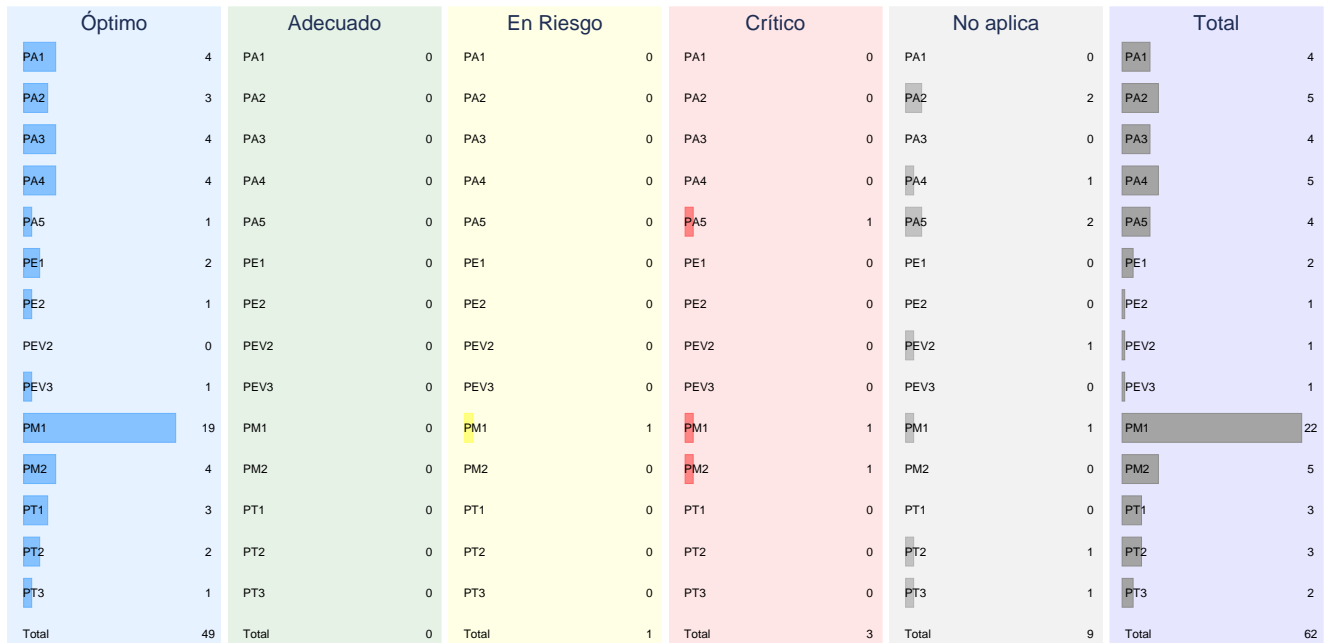 Óptimo Adecuado En Riesgo Crítico No aplica Total
PA1 4 PA1 0 PA1 0 PA1 0 PA1 0 PA1 4
PA2 3 PA2 0 PA2 0 PA2 0 PA2 2 PA2 5
PA3 4 PA3 0 PA3 0 PA3 0 PA3 0 PA3 4
PA4 4 PA4 0 PA4 0 PA4 0 PA4 1 PA4 5
PA5 1 PA5 0 PA5 0 PA5 1 PA5 2 PA5 4
PE1 2 PE1 0 PE1 0 PE1 0 PE1 0 PE1 2
PE2 1 PE2 0 PE2 0 PE2 0 PE2 0 PE2 1
PEV2 0 PEV2 0 PEV2 0 PEV2 0 PEV2 1 PEV2 1
PEV3 1 PEV3 0 PEV3 0 PEV3 0 PEV3 0 PEV3 1
PM1 19 PM1 0 PM1 1 PM1 1 PM1 1 PM1 22
PM2 4 PM2 0 PM2 0 PM2 1 PM2 0 PM2 5
PT1 3 PT1 0 PT1 0 PT1 0 PT1 0 PT1 3
PT2 2 PT2 0 PT2 0 PT2 0 PT2 1 PT2 3
PT3 1 PT3 0 PT3 0 PT3 0 PT3 1 PT3 2
Total 49 Total 0 Total 1 Total 3 Total 9 Total 62